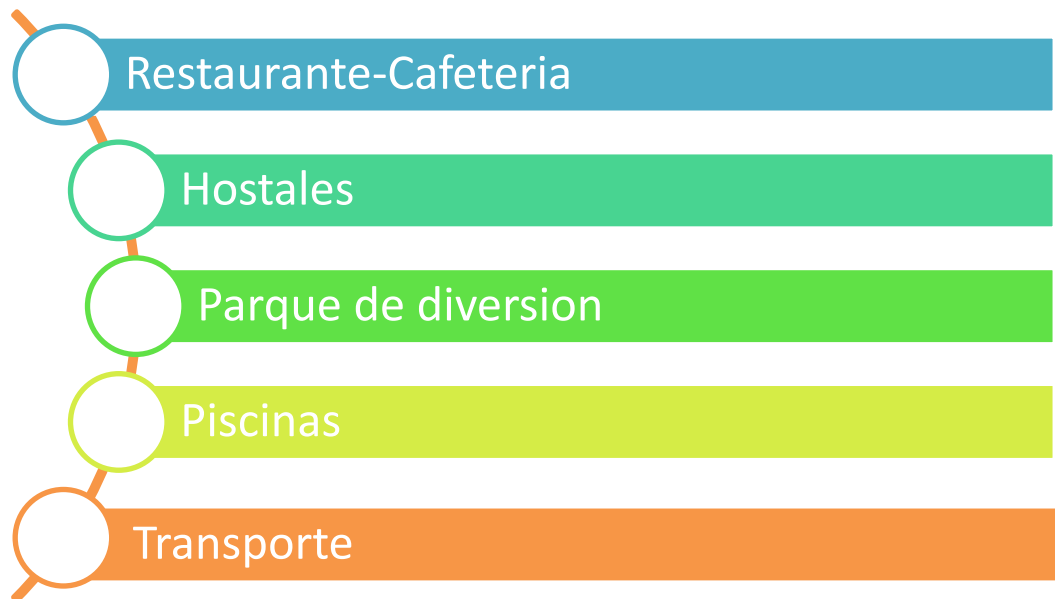 Restaurante-Cafeteria
Hostales
Parque de diversion
Piscinas
Transporte